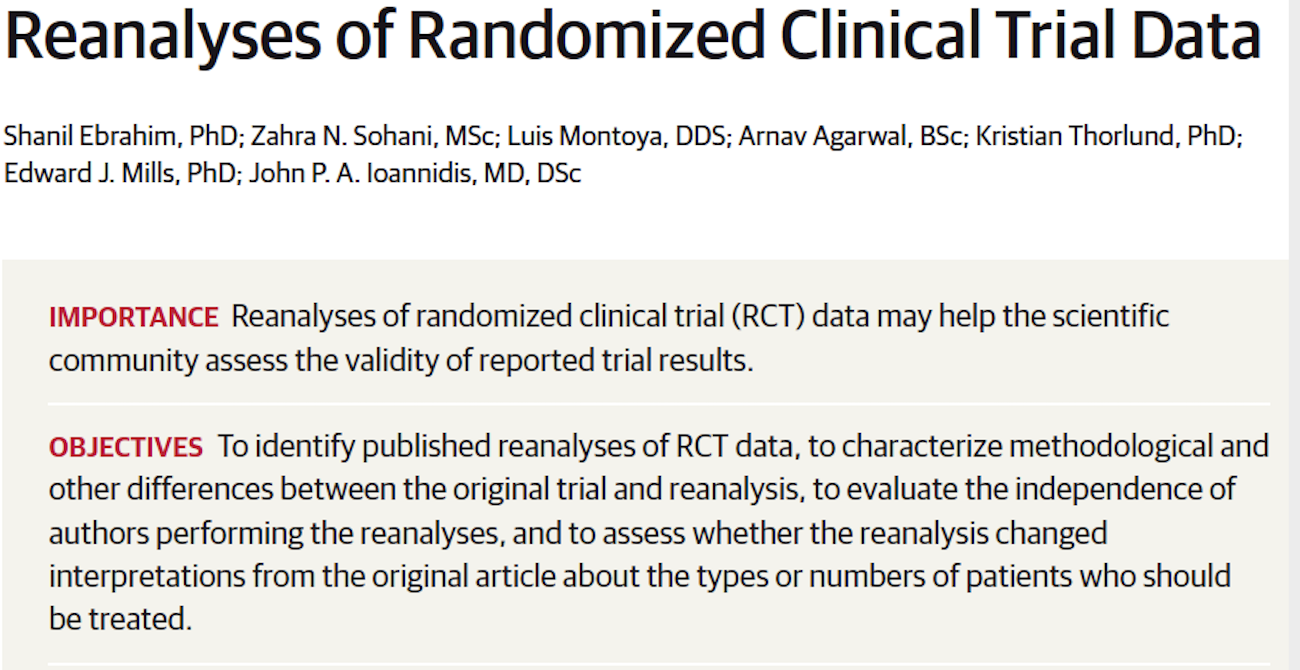 Reanalyses of Randomized Clinical Trial Data
Shanil Ebrahim, PhD; Zahra N. Sohani, MSc; Luis Montoya, DDS; Arnav Agarwal, BSc; Kristian Thorlund, PhD;
Edward J. Mills, PhD; John P. A. Ioannidis, MD, DSc
IMPORTANCE Reanalyses of randomized clinical trial (RCT) data may help the scientific
community assess the validity of reported trial results.
OBJECTIVES To identify published reanalyses of RCT data, to characterize methodological and
other differences between the original trial and reanalysis, to evaluate the independence of
authors performing the reanalyses, and to assess whether the reanalysis changed
interpretations from the original article about the types or numbers of patients who should
be treated.